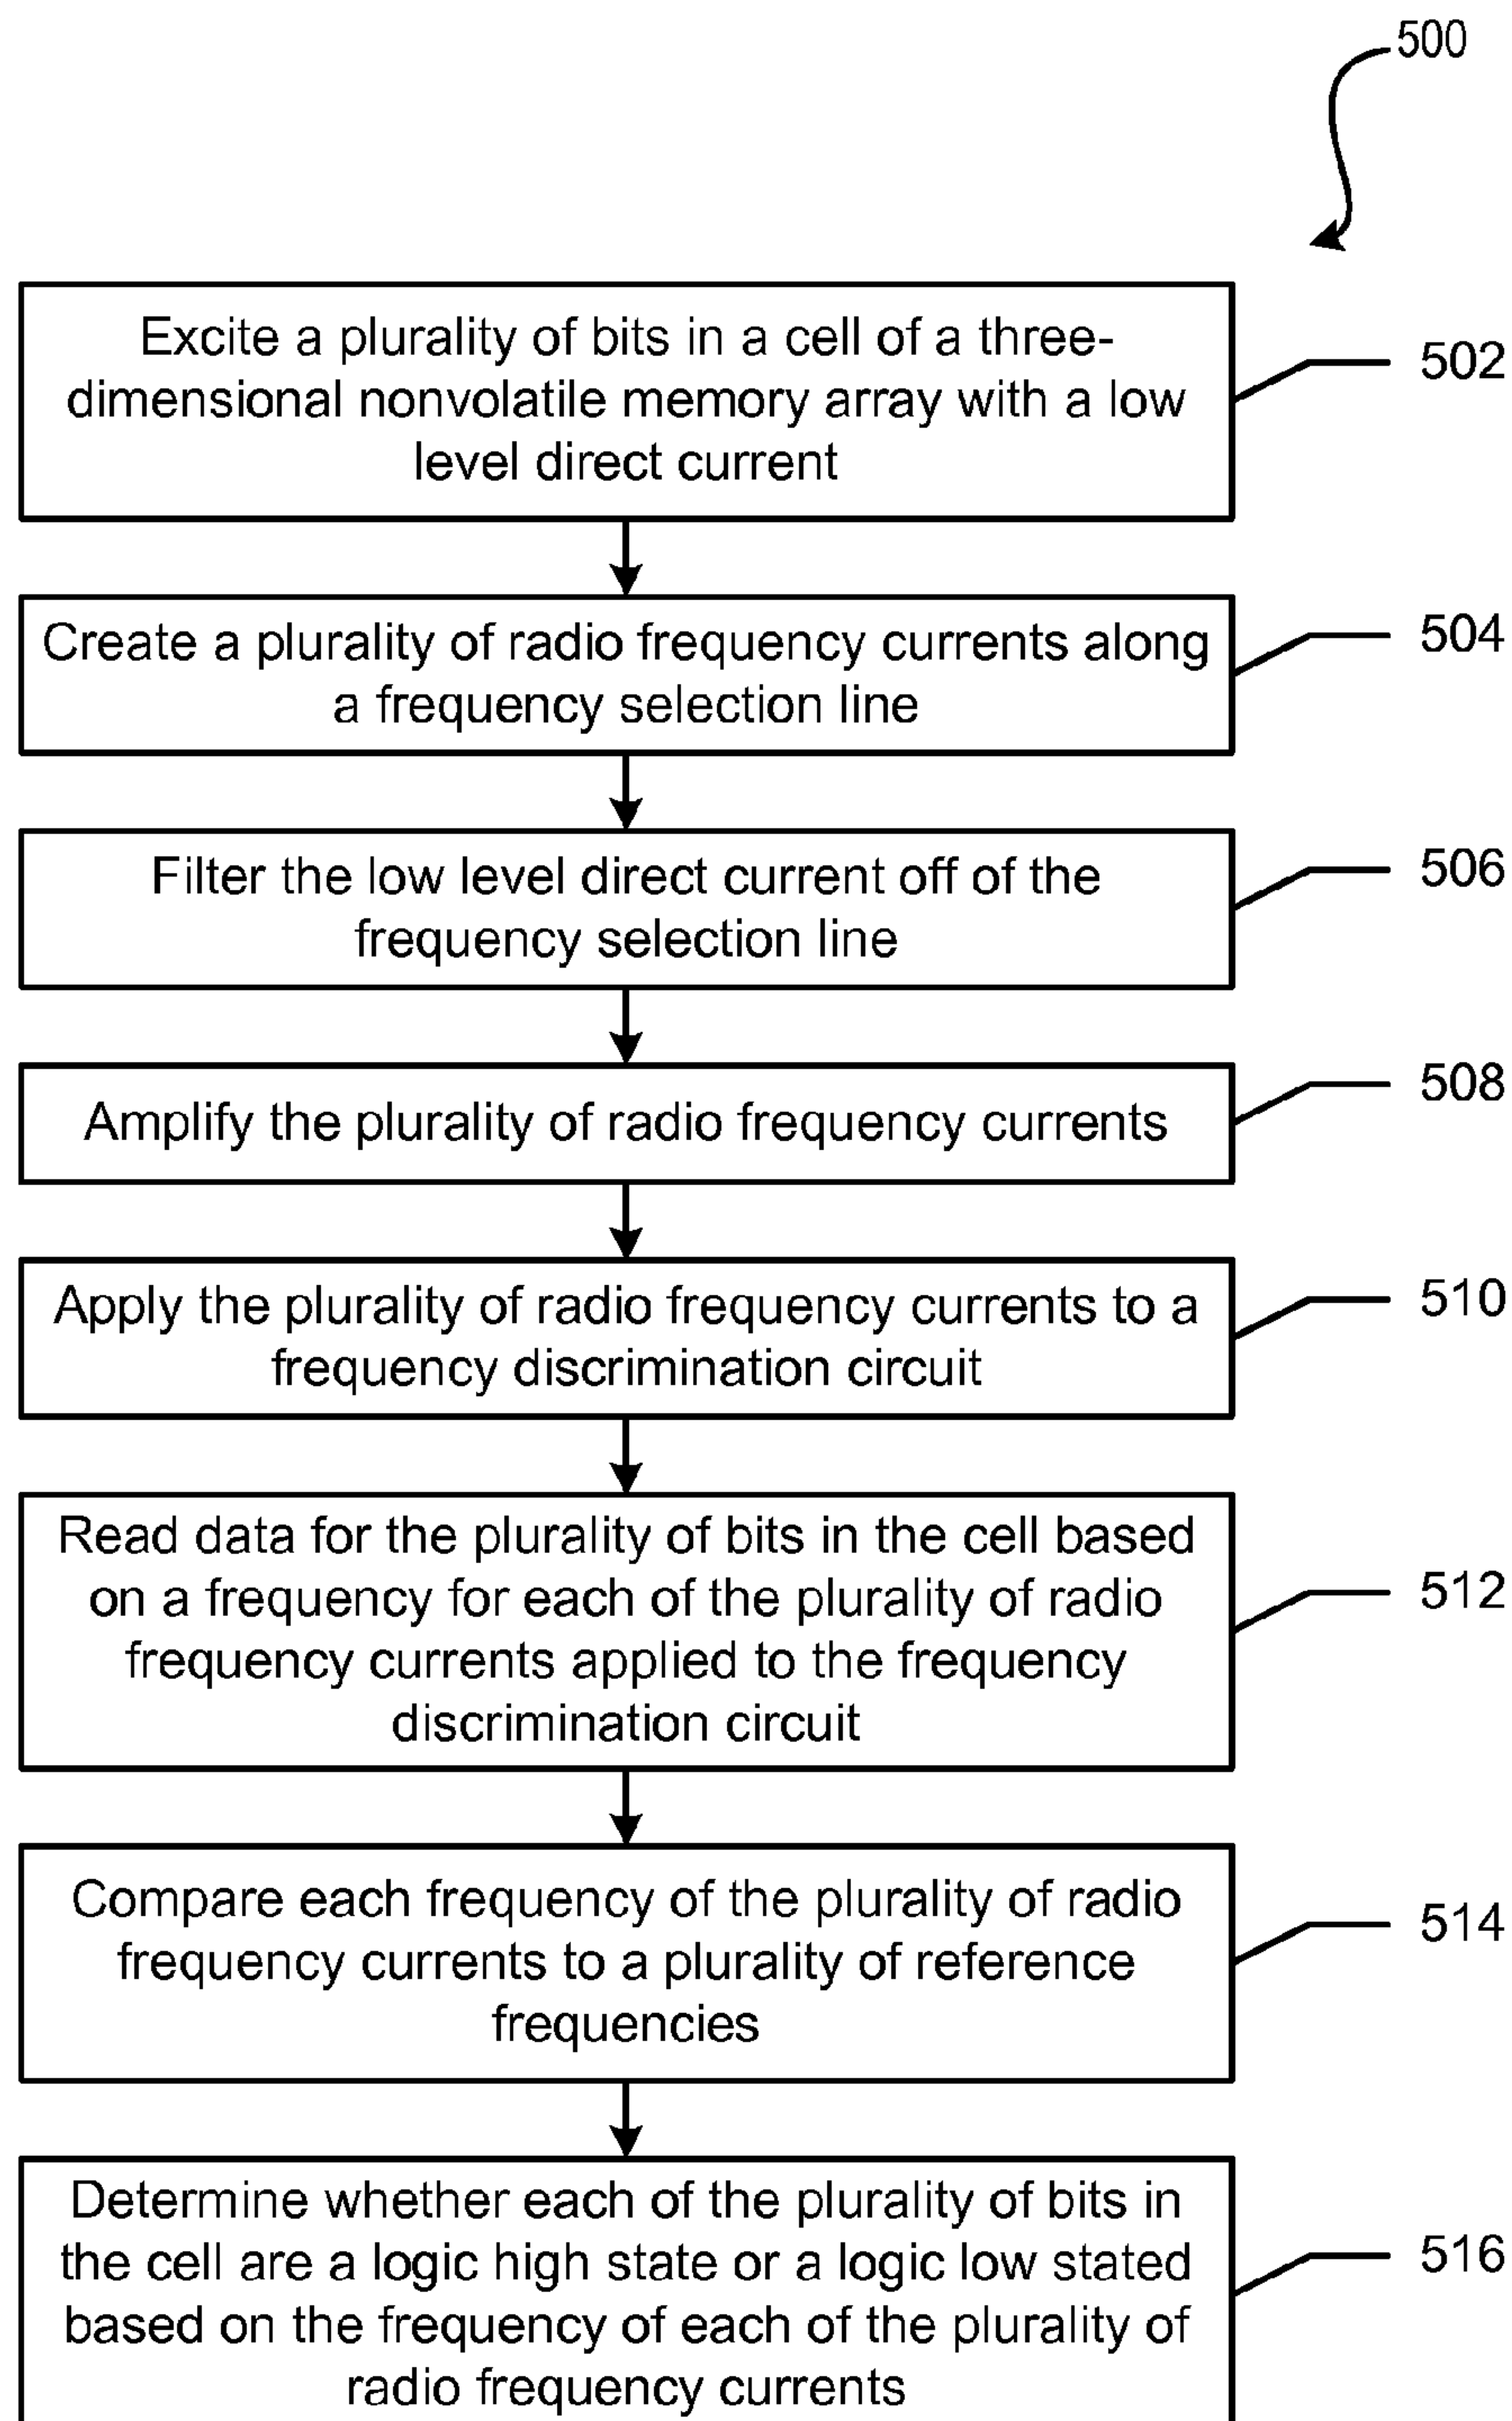 500
Excite a plurality of bits in a cell of a three-
dimensional nonvolatile memory array with a low
level direct current
502
Create a plurality of radio frequency currents along
a frequency selection line
504
Filter the low level direct current off of the
frequency selection line
506
Amplify the plurality of radio frequency currents
508
Apply the plurality of radio frequency currents to a
frequency discrimination circuit
510
Read data for the plurality of bits in the cell based
on a frequency for each of the plurality of radio
frequency currents applied to the frequency
discrimination circuit
512
Compare each frequency of the plurality of radio
frequency currents to a plurality of reference
frequencies
514
Determine whether each of the plurality of bits in
the cell are a logic high state or a logic low stated
based on the frequency of each of the plurality of
radio frequency currents
516